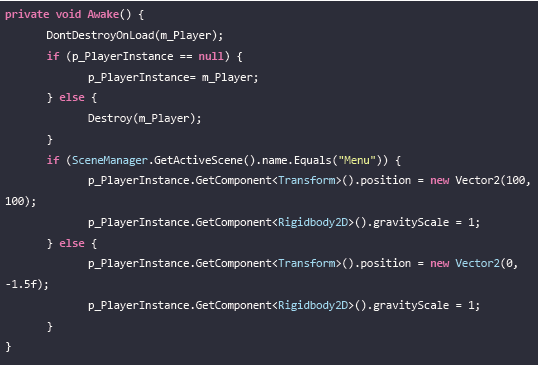 private void Awake() {
DontDestroyOnLoad(m_Player);
if (p_PlayerInstance == null) {
p_PlayerInstance= m_Player;
} else {
Destroy(m_Player);
}
if (SceneManager.GetActiveScene().name.Equals("Menu")) {
p_PlayerInstance.GetComponent<Transform>().position = new Vector2(100,
100);
p_PlayerInstance.GetComponent<Rigidbody2D>().gravityScale = 1;
} else {
p_PlayerInstance.GetComponent<Transform>().position = new Vector2(0,
-1.5f);
p_PlayerInstance.GetComponent<Rigidbody2D>().gravityScale = 1;
}
}